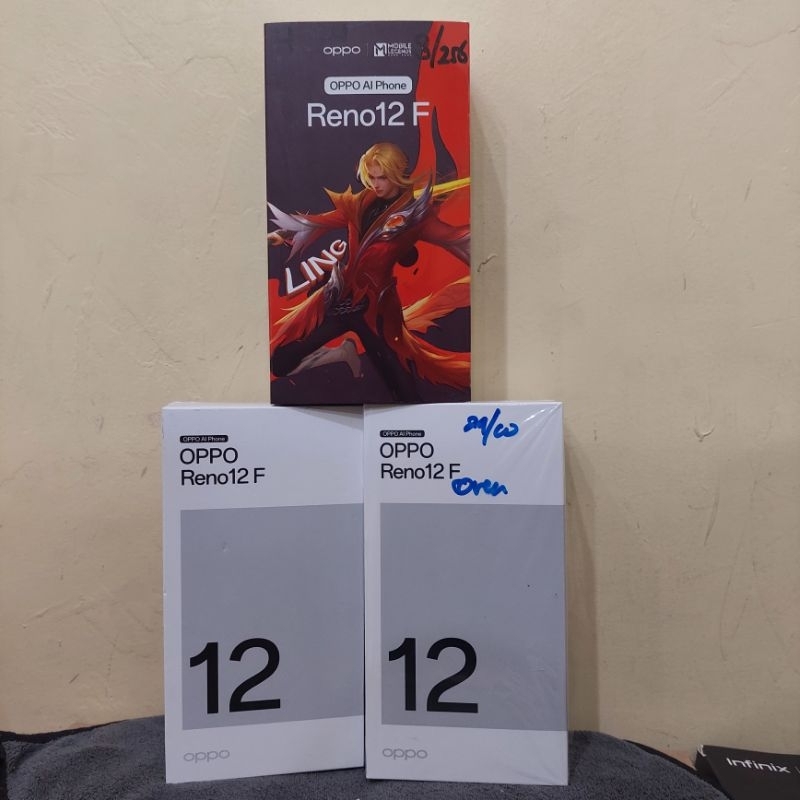 oppo MOBILE LEGENDS 8/256
OPPO AI Phone
Reno12 F
LING
OPPO AI Phone
OPPO
Reno12 F
12
oppo
OPPO AI Phone
OPPO
Reno12 F
Oren
12
oppo
Infinix